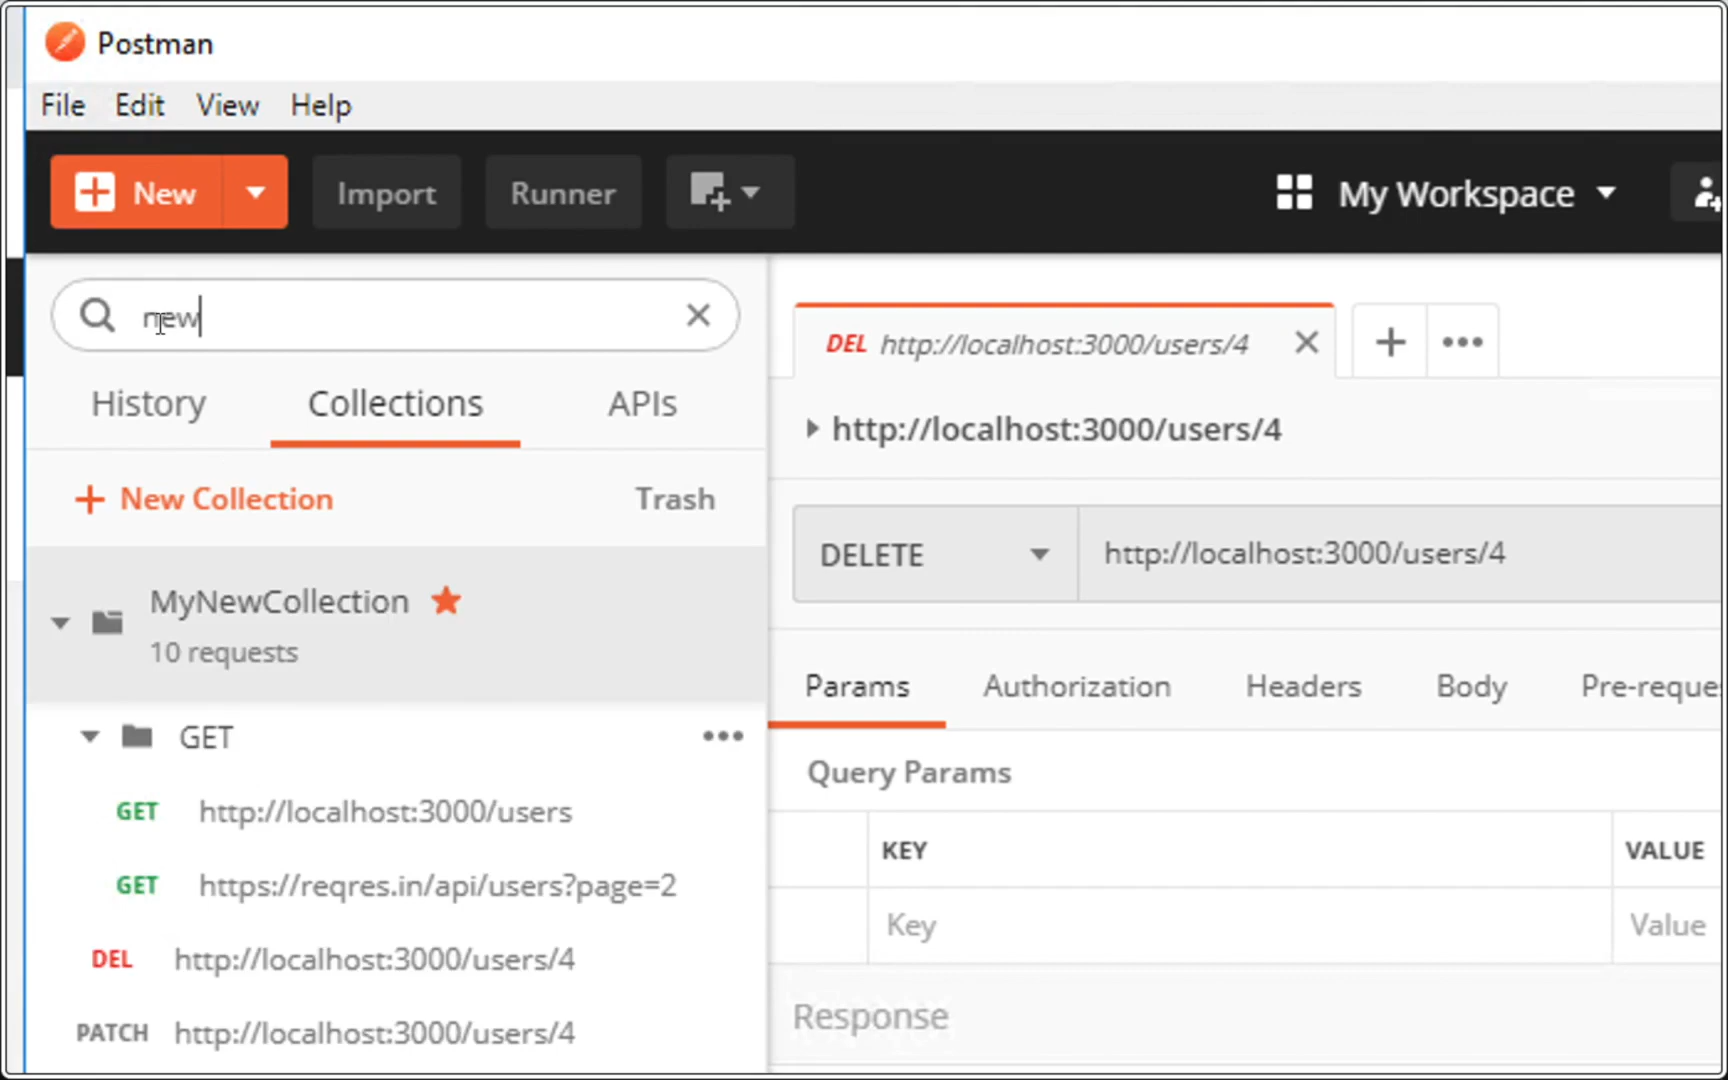 Postman
File Edit View Help
New Import Runner My Workspace
new
History Collections APIs
DEL http://localhost:3000/users/4
http://localhost:3000/users/4
New Collection Trash
DELETE http://localhost:3000/users/4
MyNewCollection
10 requests
Params Authorization Headers Body Pre-reque
GET
Query Params
GET http://localhost:3000/users
KEY VALUE
GET https://reqres.in/api/users?page=2
Key Value
DEL http://localhost:3000/users/4
Response
PATCH http://localhost:3000/users/4